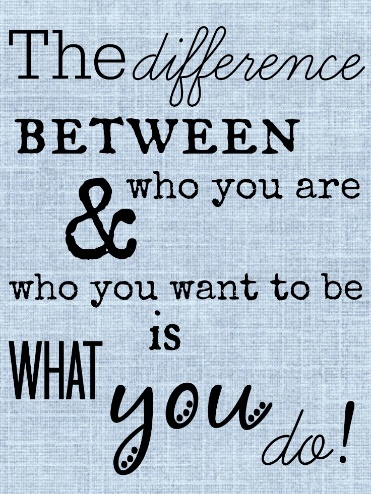 The difference
BETWEEN
who you are
&
who you want to be
is
WHAT you do!